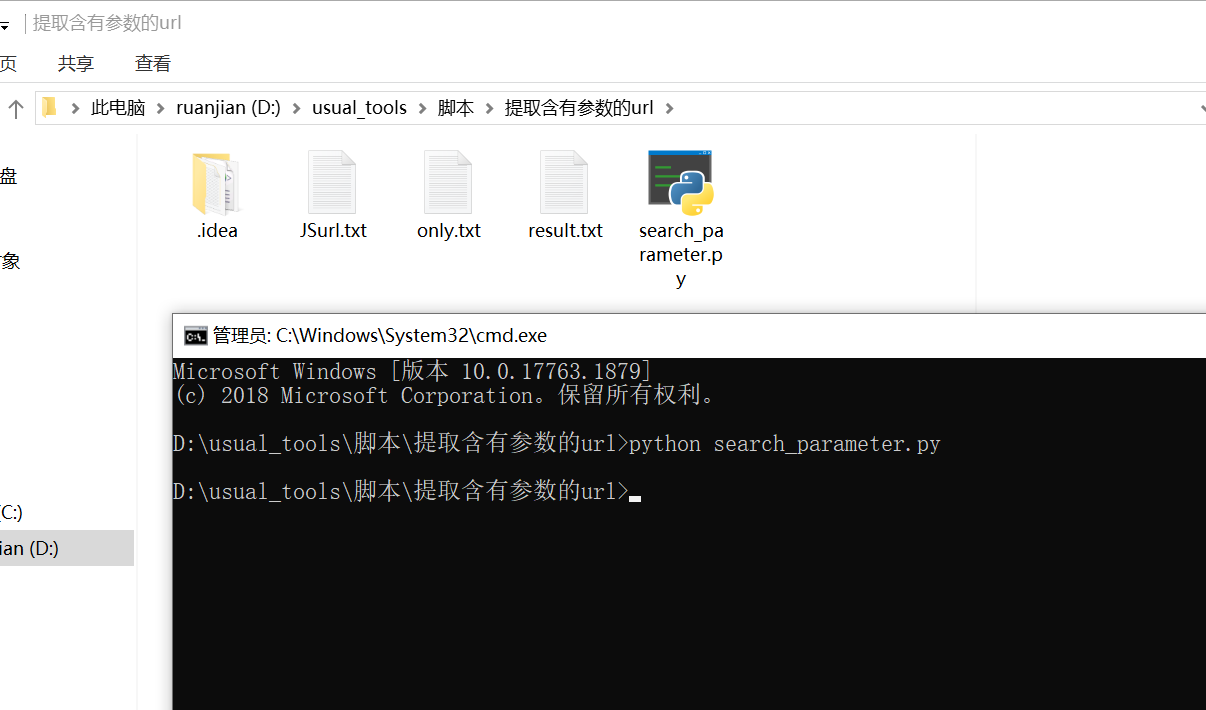 提取含有参数的url
页 共享 查看
此电脑 ruanjian (D:) usual_tools 脚本 提取含有参数的url
盘
象
.idea
JSurl.txt
only.txt
result.txt
search_pa
rameter.p
y
管理员: C:\Windows\System32\cmd.exe
Microsoft Windows [版本 10.0.17763.1879]
(c) 2018 Microsoft Corporation。保留所有权利。
D:\usual_tools\脚本\提取含有参数的url>python search_parameter.py
D:\usual_tools\脚本\提取含有参数的url>
(C:)
ian (D:)